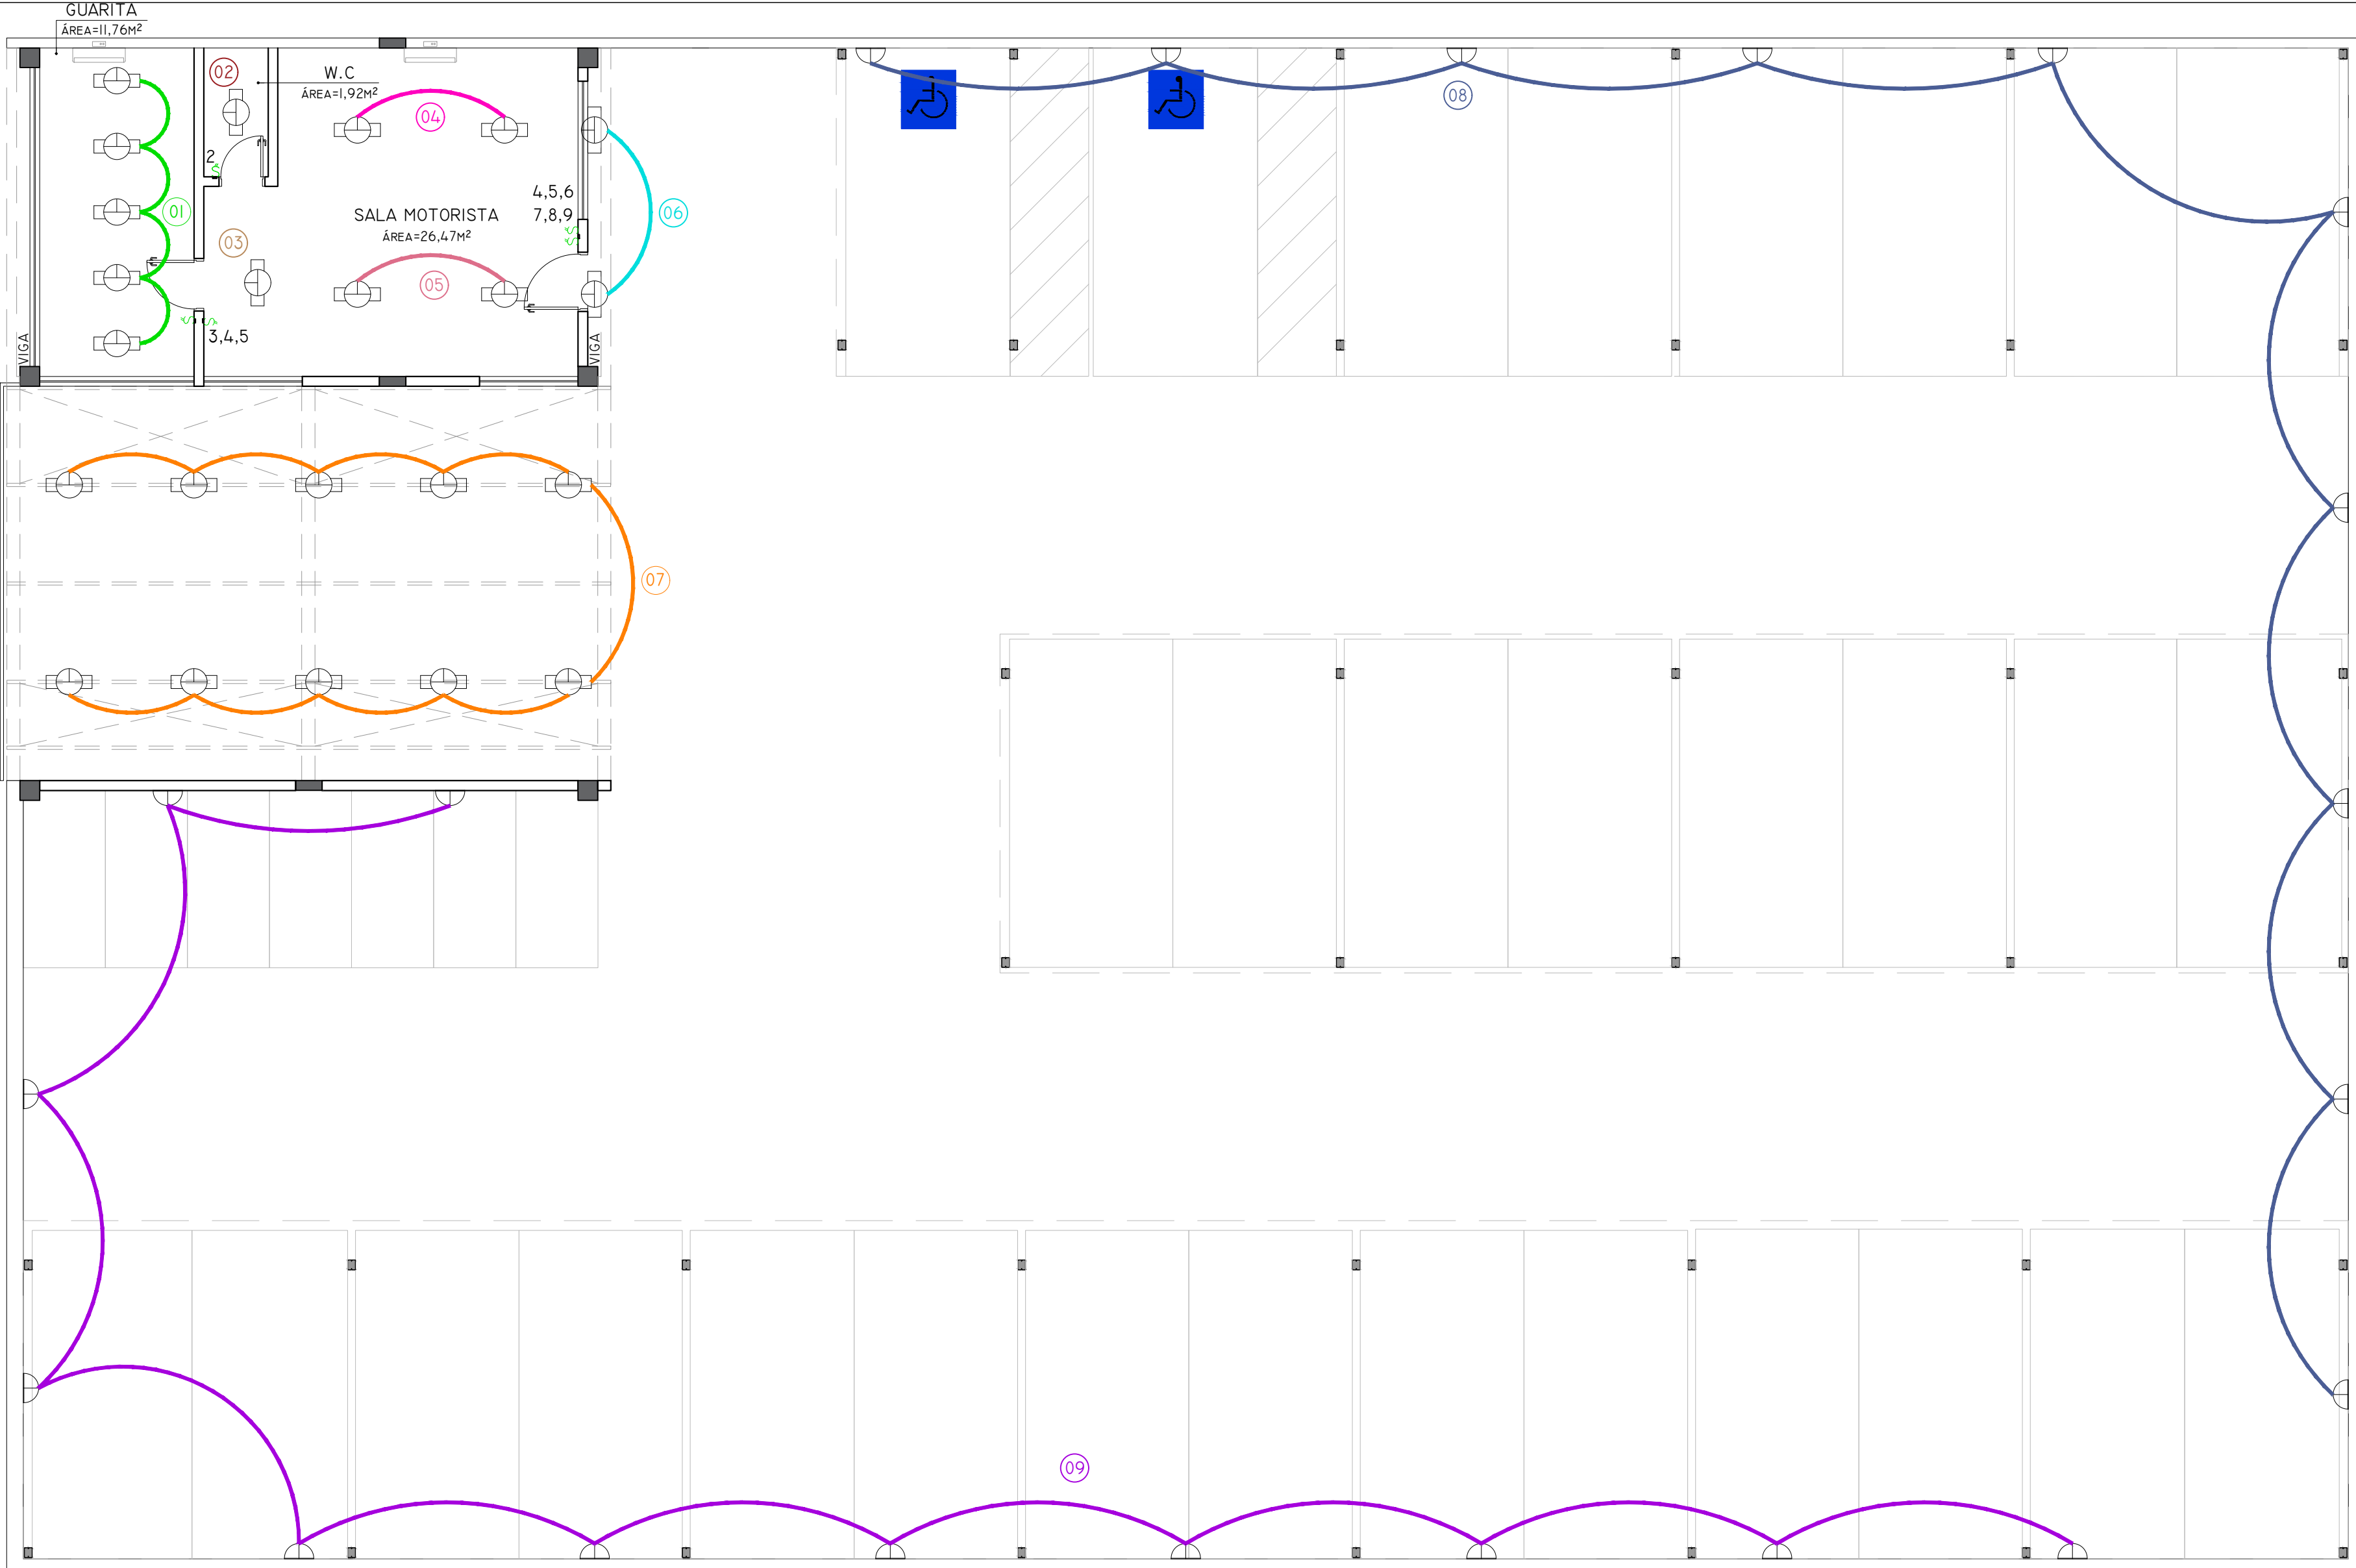 GUARITA
ÁREA=11,76M²
02
W.C
ÁREA=1,92M²
04
08
2
01
4,5,6
7,8,9
SALA MOTORISTA
ÁREA=26,47M²
06
03
05
3,4,5
VIGA
VIGA
07
09